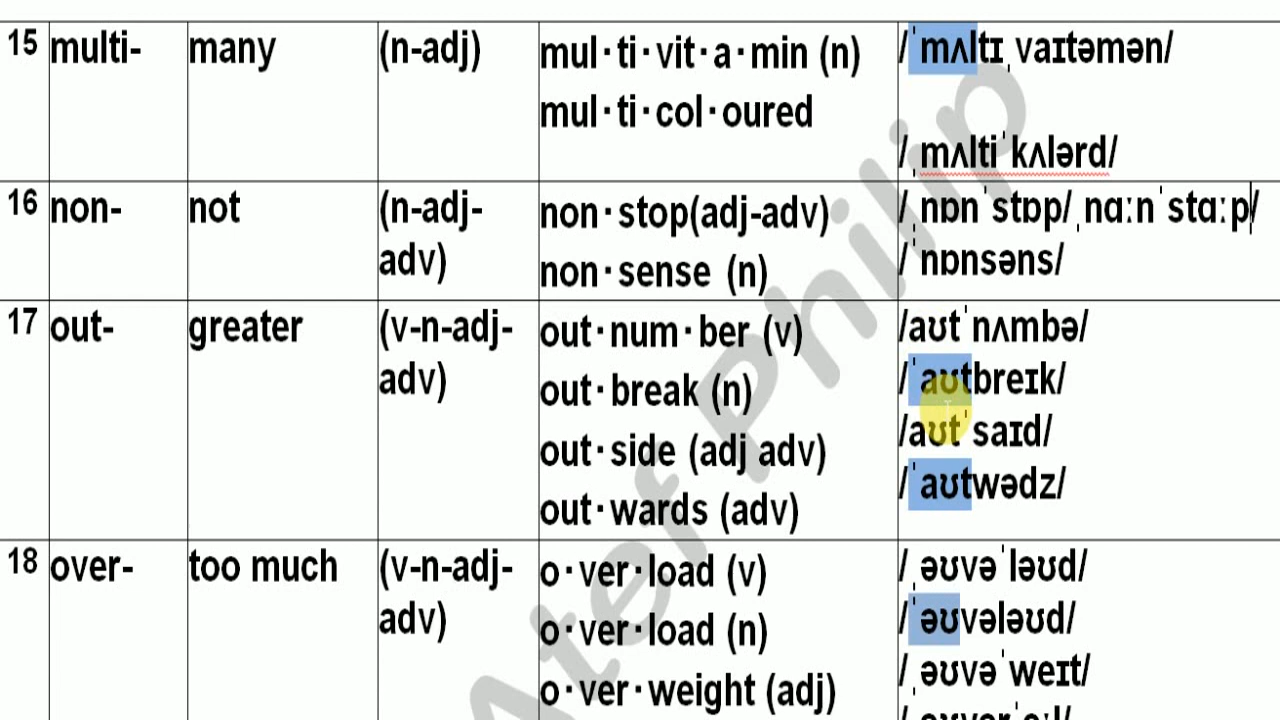 15 multi- many (n-adj) mul·ti·vit·a·min (n) /ˈmʌltɪˌvaɪtəmən/
mul·ti·col·oured
/ˌmʌltiˈkʌlərd/
16 non- not (n-adj- non·stop(adj-adv) /ˌnɒnˈstɒp/ˌnɑːnˈstɑːp/
adv) non·sense (n) /ˈnɒnsəns/
17 out- greater (v-n-adj- out·num·ber (v) /aʊtˈnʌmbə/
adv) out·break (n) /ˈaʊtbreɪk/
out·side (adj adv) /aʊtˈsaɪd/
out·wards (adv) /ˈaʊtwədz/
18 over- too much (v-n-adj- o·ver·load (v) /ˌəʊvəˈləʊd/
adv) o·ver·load (n) /ˈəʊvələʊd/
o·ver·weight (adj) /ˌəʊvəˈweɪt/
Atef Philip